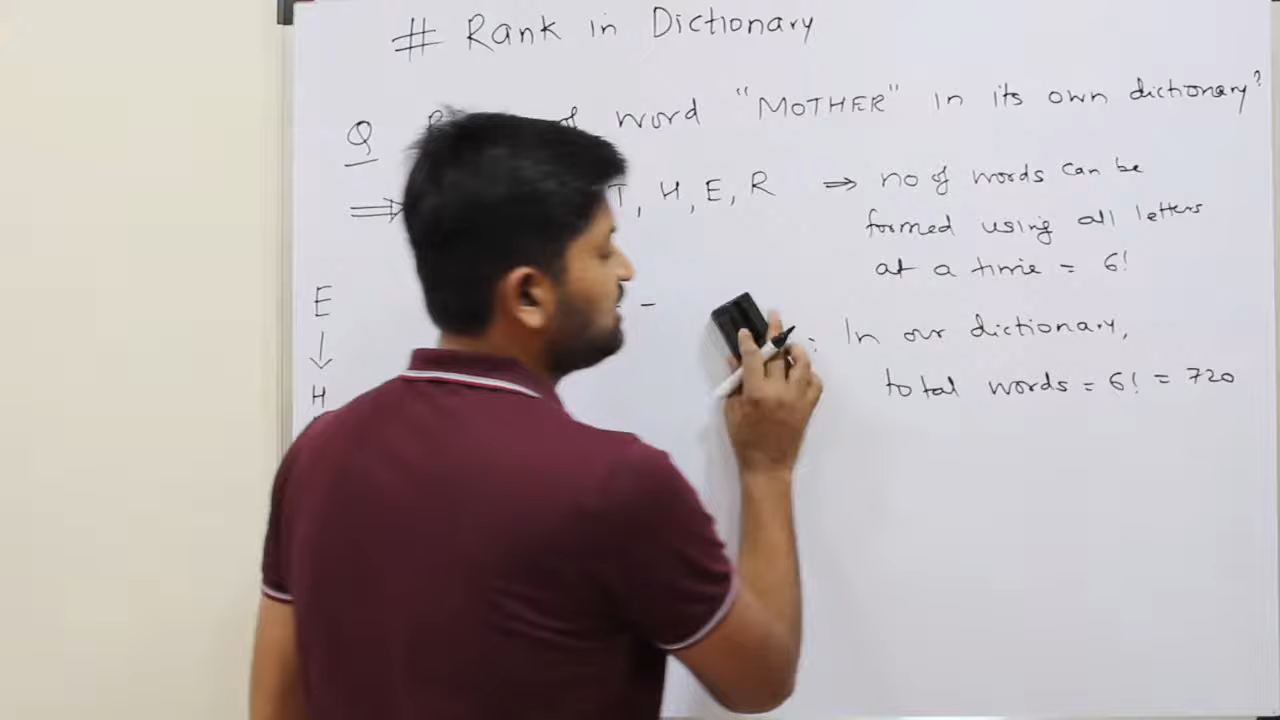 # Rank in Dictionary
Q of word "MOTHER" in its own dictionary?
⇒ T, H, E, R ⇒ no of words can be
formed using all letters
at a time = 6!
E
↓
H
In our dictionary,
total words = 6! = 720